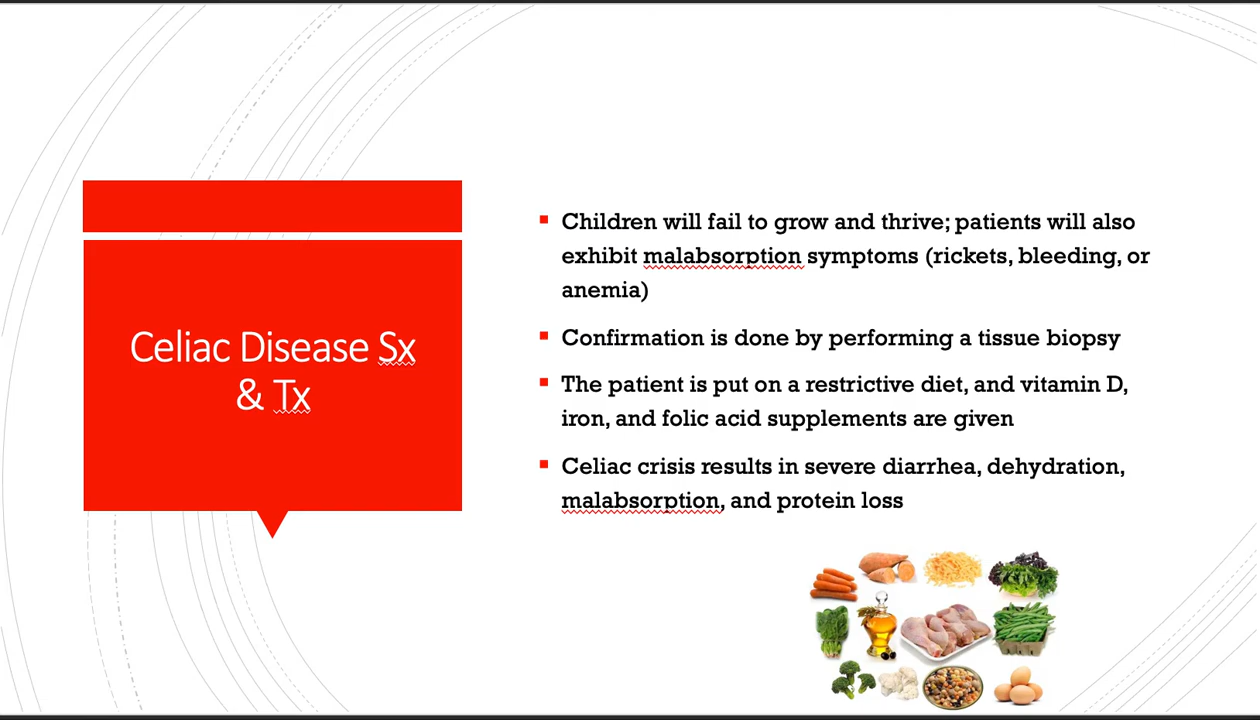 Celiac Disease Sx
& Tx
Children will fail to grow and thrive; patients will also
exhibit malabsorption symptoms (rickets, bleeding, or
anemia)
Confirmation is done by performing a tissue biopsy
The patient is put on a restrictive diet, and vitamin D,
iron, and folic acid supplements are given
Celiac crisis results in severe diarrhea, dehydration,
malabsorption, and protein loss